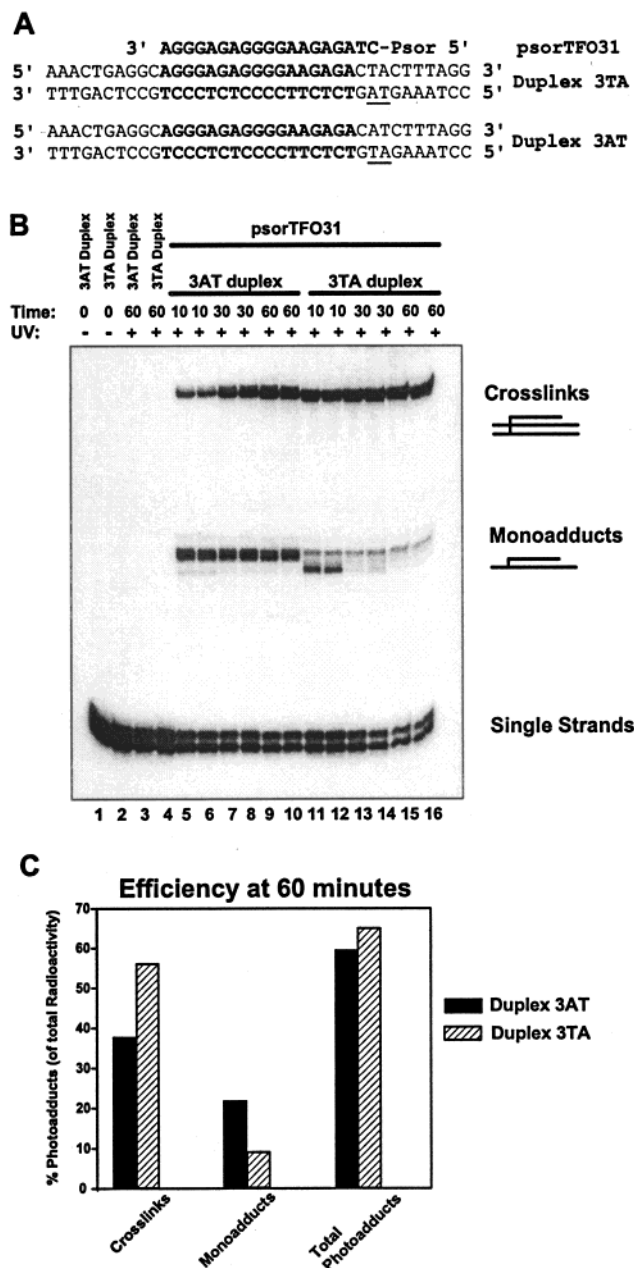 A
3' AGGGAGAGGGGAAGAGATC-Psor 5' psorTFO31
5' AAACTGAGGCAGGGAGAGGGGAAGAGACTACTTTAGG 3'
3' TTTGACTCCGTCCCTCTCCCCTTCTCTGATGAAATCC 5'
Duplex 3TA
5' AAACTGAGGCAGGGAGAGGGGAAGAGACATCTTTAGG 3'
3' TTTGACTCCGTCCCTCTCCCCTTCTCTGTAGAAATCC 5'
Duplex 3AT
B
3AT Duplex
3TA Duplex
3AT Duplex
3TA Duplex
psorTFO31
3AT duplex 3TA duplex
Time: 0 0 60 60 10 10 30 30 60 60 10 10 30 30 60 60
UV: - - + + + + + + + + + + + + + +
Crosslinks
Monoadducts
Single Strands
1 2 3 4 5 6 7 8 9 10 11 12 13 14 15 16
C
Efficiency at 60 minutes
% Photoadducts (of total Radioactivity)
70
60
50
40
30
20
10
0
Crosslinks
Monoadducts
Total Photoadducts
Duplex 3AT
Duplex 3TA